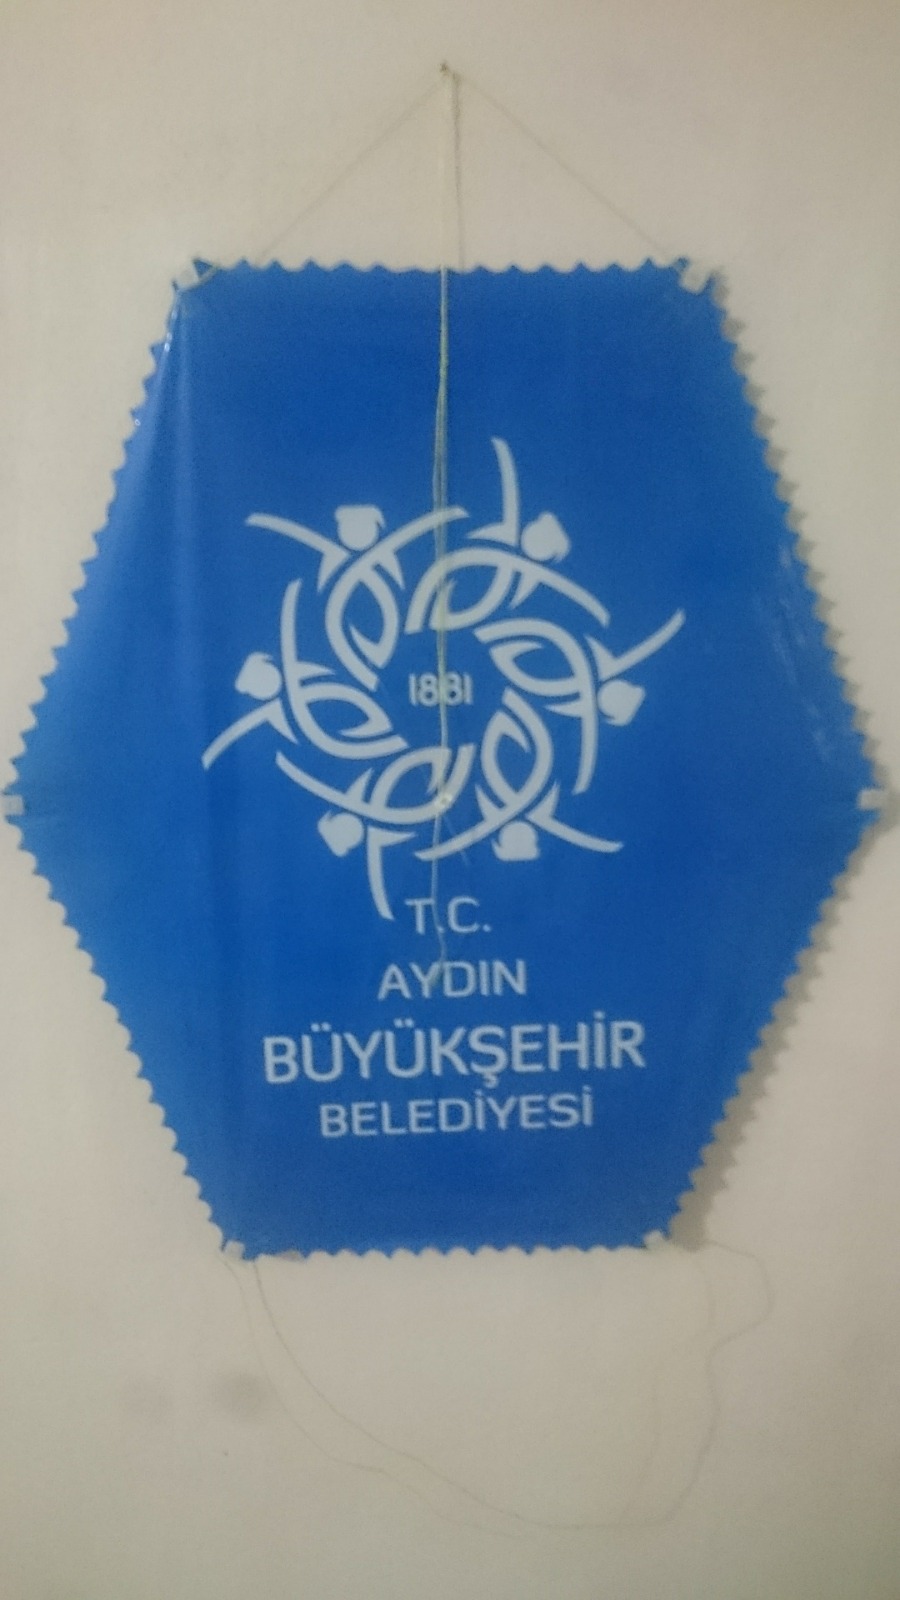 1881
T.C.
AYDIN
BÜYÜKŞEHİR
BELEDİYESİ